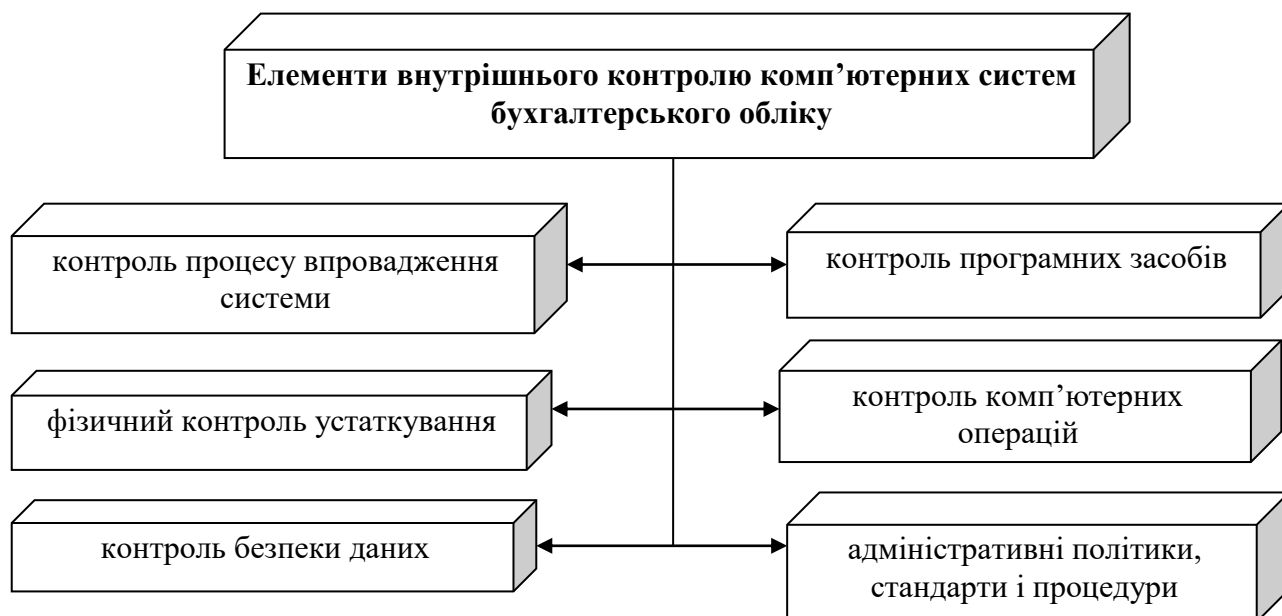 Елементи внутрішнього контролю комп’ютерних систем
бухгалтерського обліку
контроль процесу впровадження
системи
контроль програмних засобів
фізичний контроль устаткування
контроль комп’ютерних
операцій
контроль безпеки даних
адміністративні політики,
стандарти і процедури